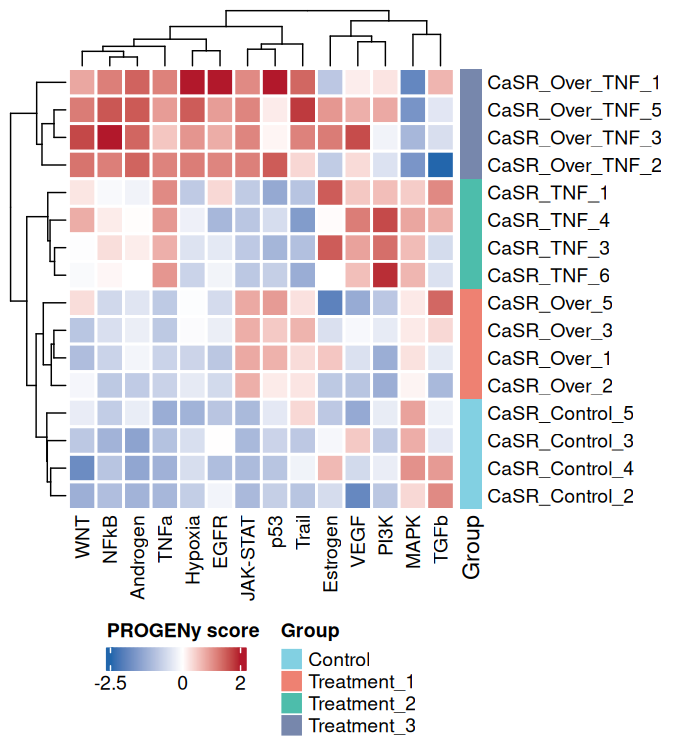 CaSR_Over_TNF_1
CaSR_Over_TNF_5
CaSR_Over_TNF_3
CaSR_Over_TNF_2
CaSR_TNF_1
CaSR_TNF_4
CaSR_TNF_3
CaSR_TNF_6
CaSR_Over_5
CaSR_Over_3
CaSR_Over_1
CaSR_Over_2
CaSR_Control_5
CaSR_Control_3
CaSR_Control_4
CaSR_Control_2
WNT
NFkB
Androgen
TNFa
Hypoxia
EGFR
JAK-STAT
p53
Trail
Estrogen
VEGF
PI3K
MAPK
TGFb
Group
PROGENy score
-2.5 0 2
Group
Control
Treatment_1
Treatment_2
Treatment_3